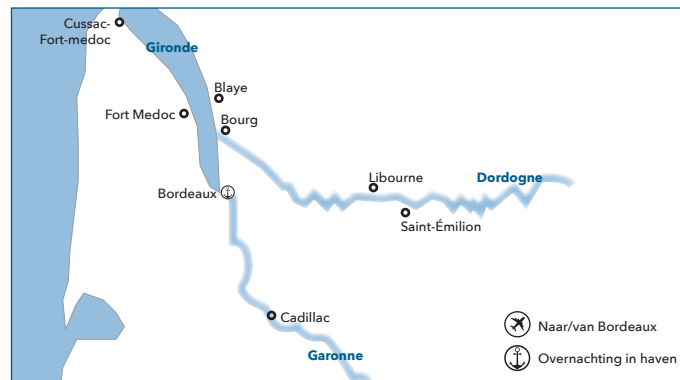 Cussac-
Fort-medoc
Gironde
Blaye
Fort Medoc
Bourg
Libourne
Dordogne
Bordeaux
Saint-Émilion
Cadillac
Naar/van Bordeaux
Garonne
Overnachting in haven